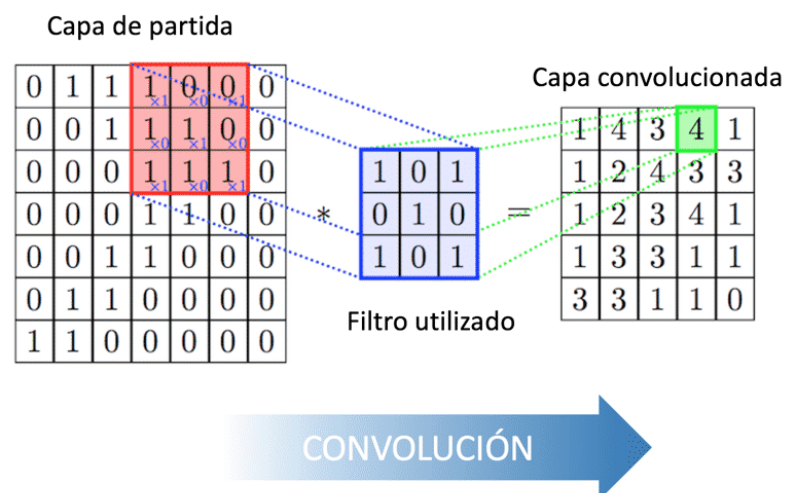 Capa de partida
Capa convolucionada
0 1 1 1×1 0×0 0×1 0
0 0 1 1×0 1×1 0×0 0
0 0 0 1×1 1×0 1×1 0
0 0 0 1 1 0 0
0 0 1 1 0 0 0
0 1 1 0 0 0 0
1 1 0 0 0 0 0
*
1 0 1
0 1 0
1 0 1
Filtro utilizado
=
1 4 3 4 1
1 2 4 3 3
1 2 3 4 1
1 3 3 1 1
3 3 1 1 0
CONVOLUCIÓN